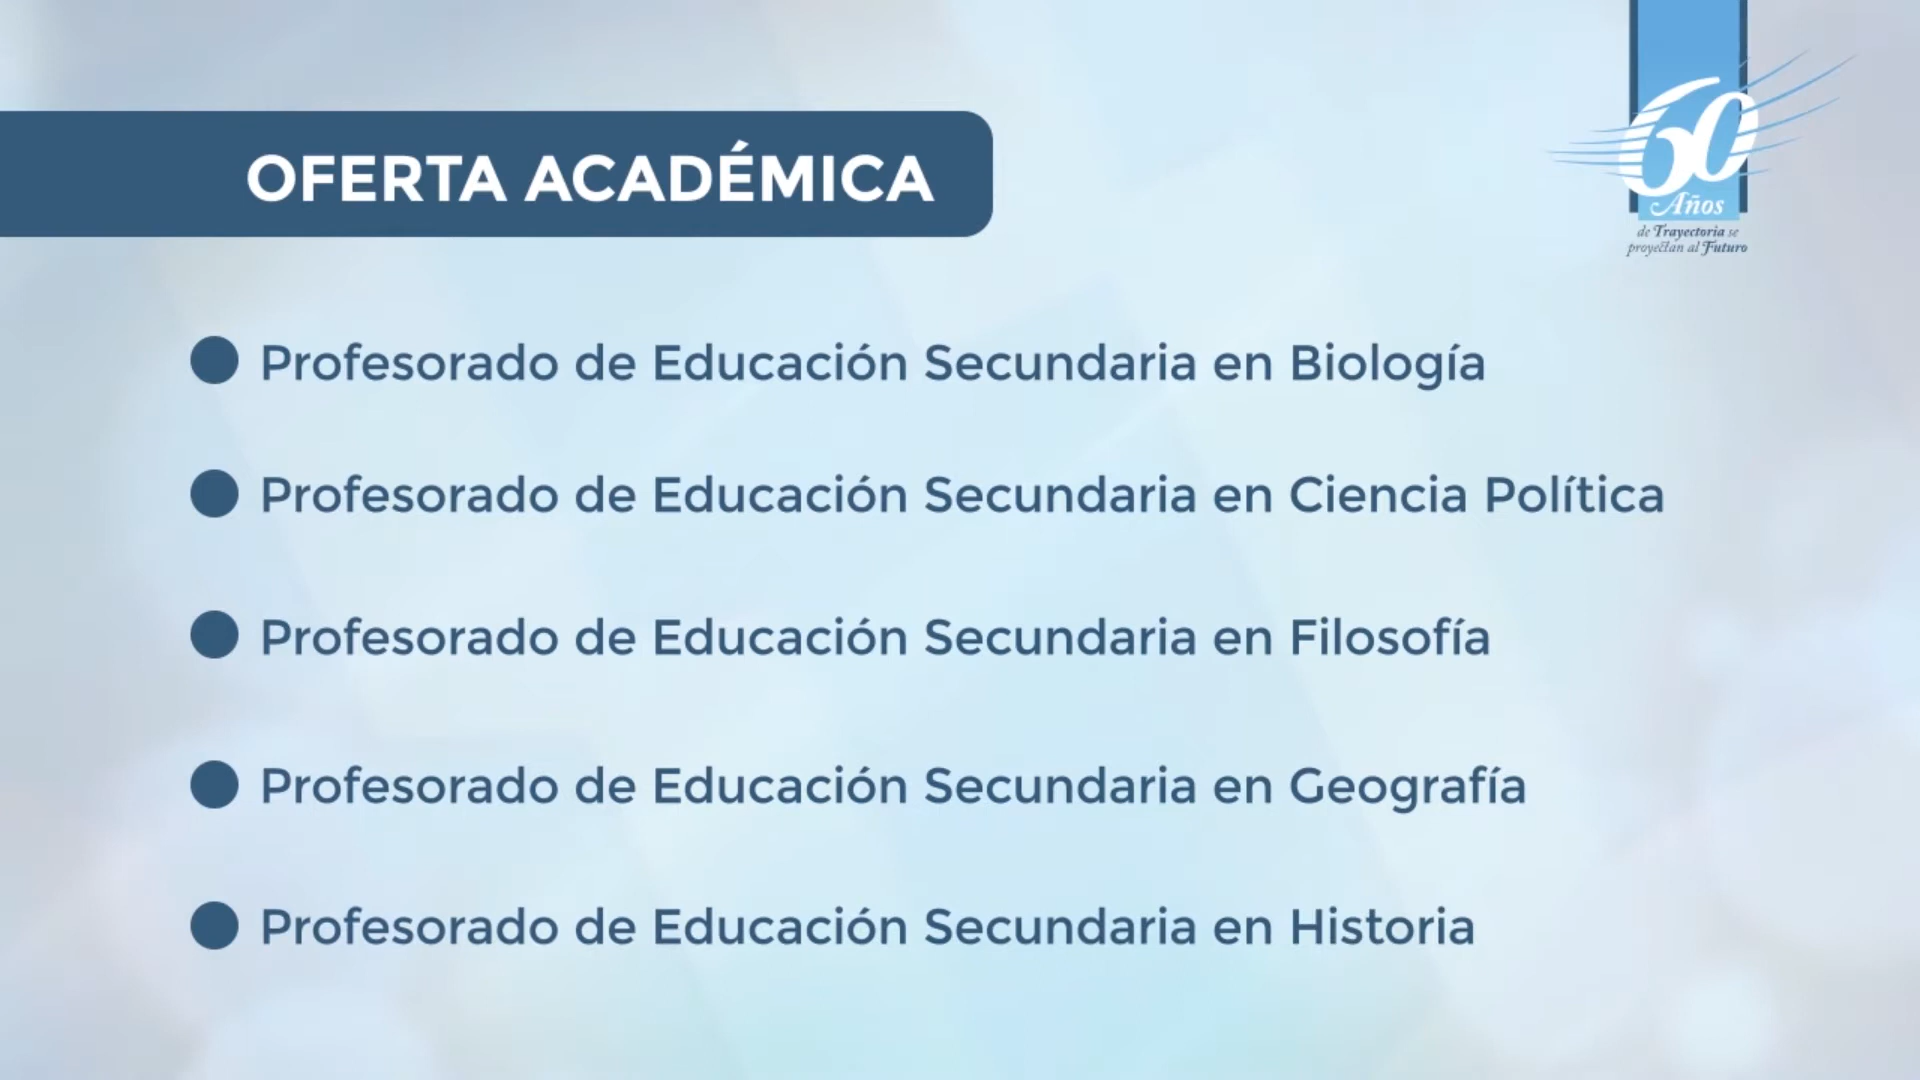 OFERTA ACADÉMICA
60
Años
de Trayectoria se
proyectan al Futuro
Profesorado de Educación Secundaria en Biología
Profesorado de Educación Secundaria en Ciencia Política
Profesorado de Educación Secundaria en Filosofía
Profesorado de Educación Secundaria en Geografía
Profesorado de Educación Secundaria en Historia